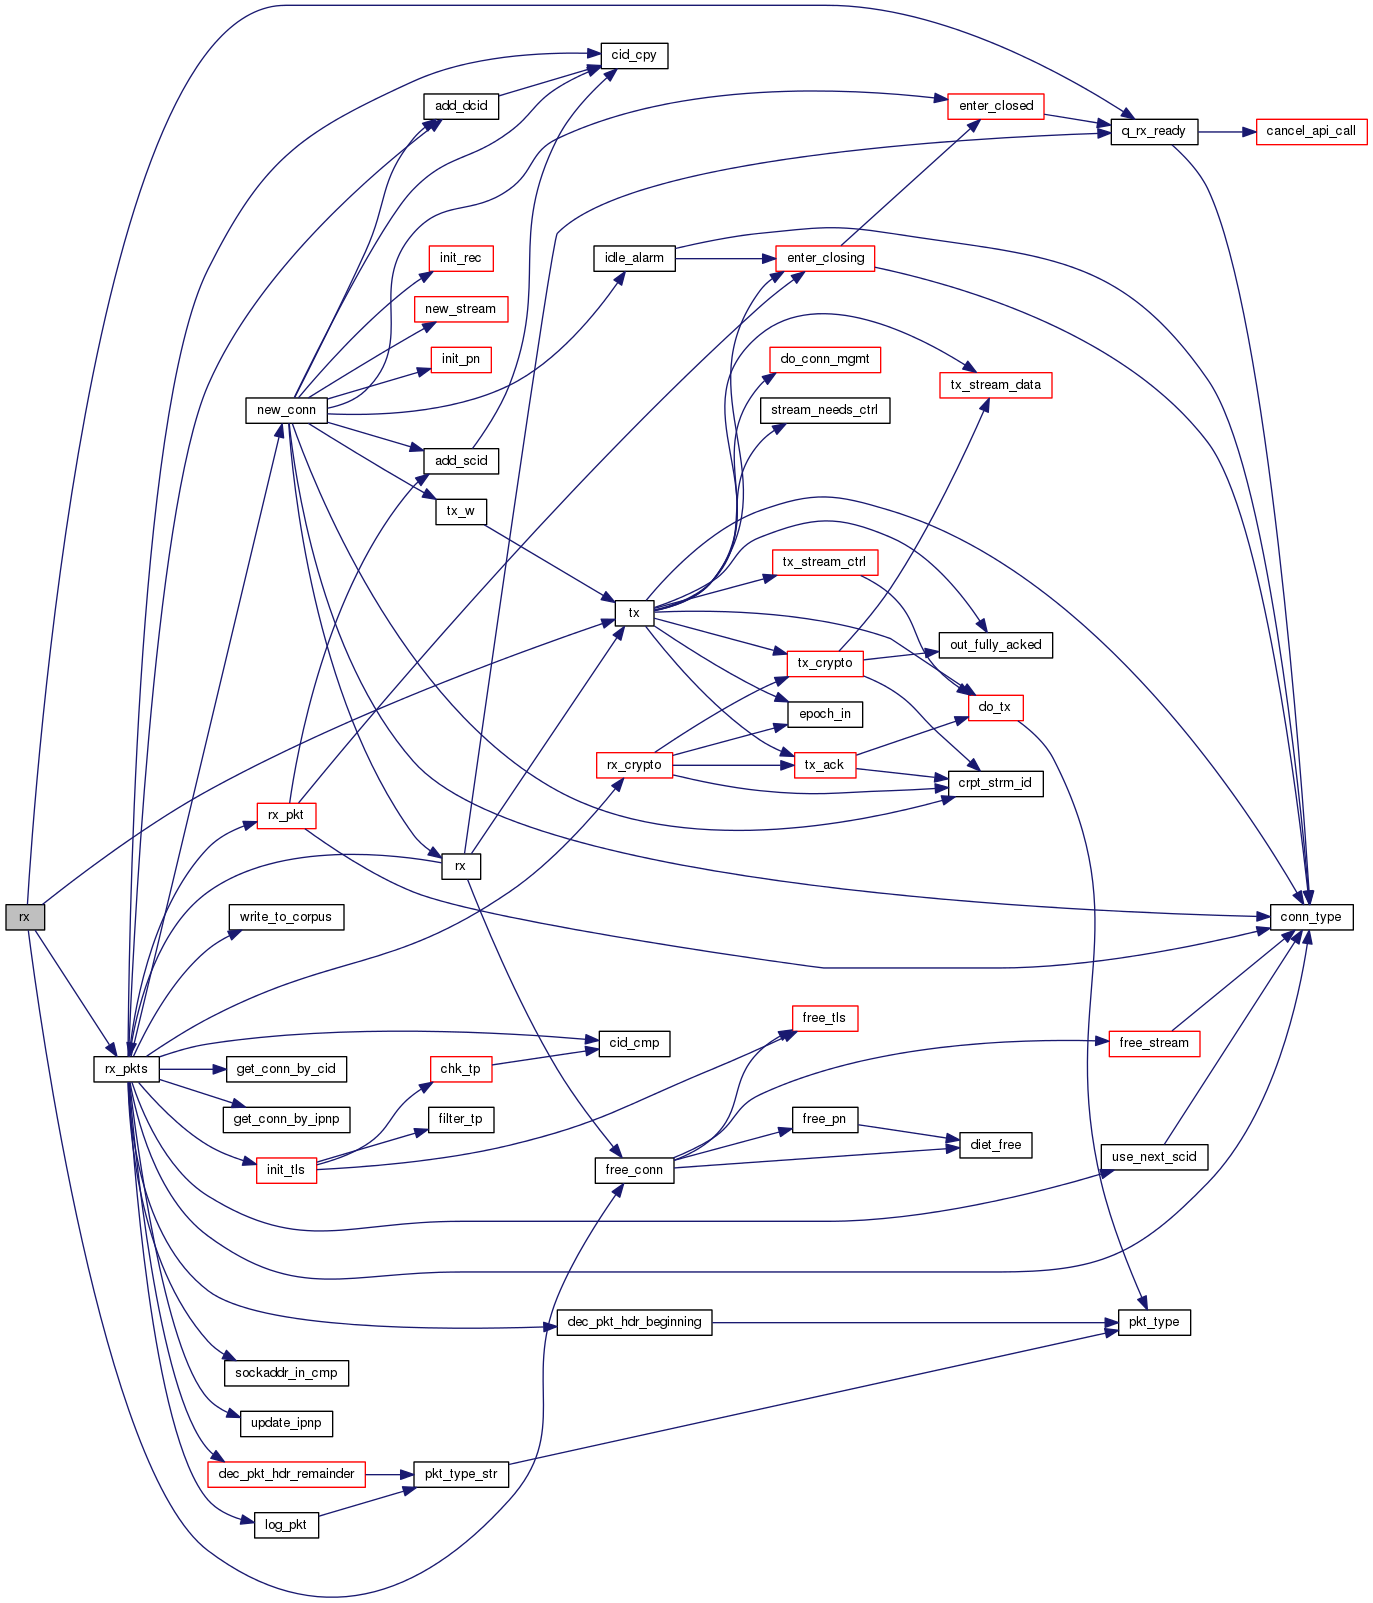 cid_cpy
add_dcid
enter_closed
q_rx_ready
cancel_api_call
init_rec
idle_alarm
enter_closing
new_stream
init_pn
do_conn_mgmt
tx_stream_data
new_conn
stream_needs_ctrl
add_scid
tx_w
tx_stream_ctrl
tx
out_fully_acked
tx_crypto
do_tx
epoch_in
rx_crypto
tx_ack
crpt_strm_id
rx_pkt
rx
rx
write_to_corpus
conn_type
free_tls
cid_cmp
free_stream
rx_pkts
get_conn_by_cid
chk_tp
get_conn_by_ipnp
filter_tp
free_pn
diet_free
init_tls
free_conn
use_next_scid
dec_pkt_hdr_beginning
pkt_type
sockaddr_in_cmp
update_ipnp
dec_pkt_hdr_remainder
pkt_type_str
log_pkt